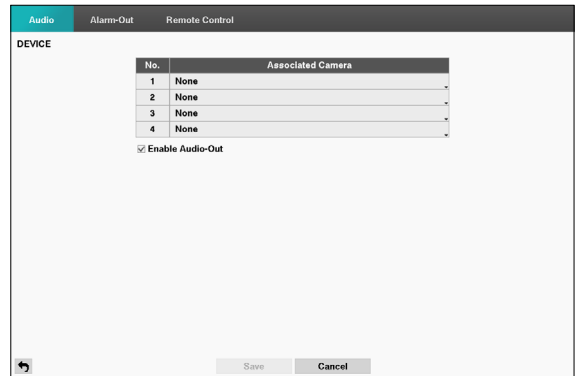 Audio Alarm-Out Remote Control
DEVICE
No. Associated Camera
1 None
2 None
3 None
4 None
Enable Audio-Out
Save Cancel